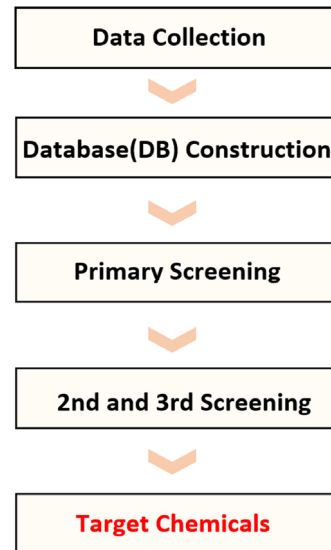 Data Collection
Database(DB) Construction
Primary Screening
2nd and 3rd Screening
Target Chemicals